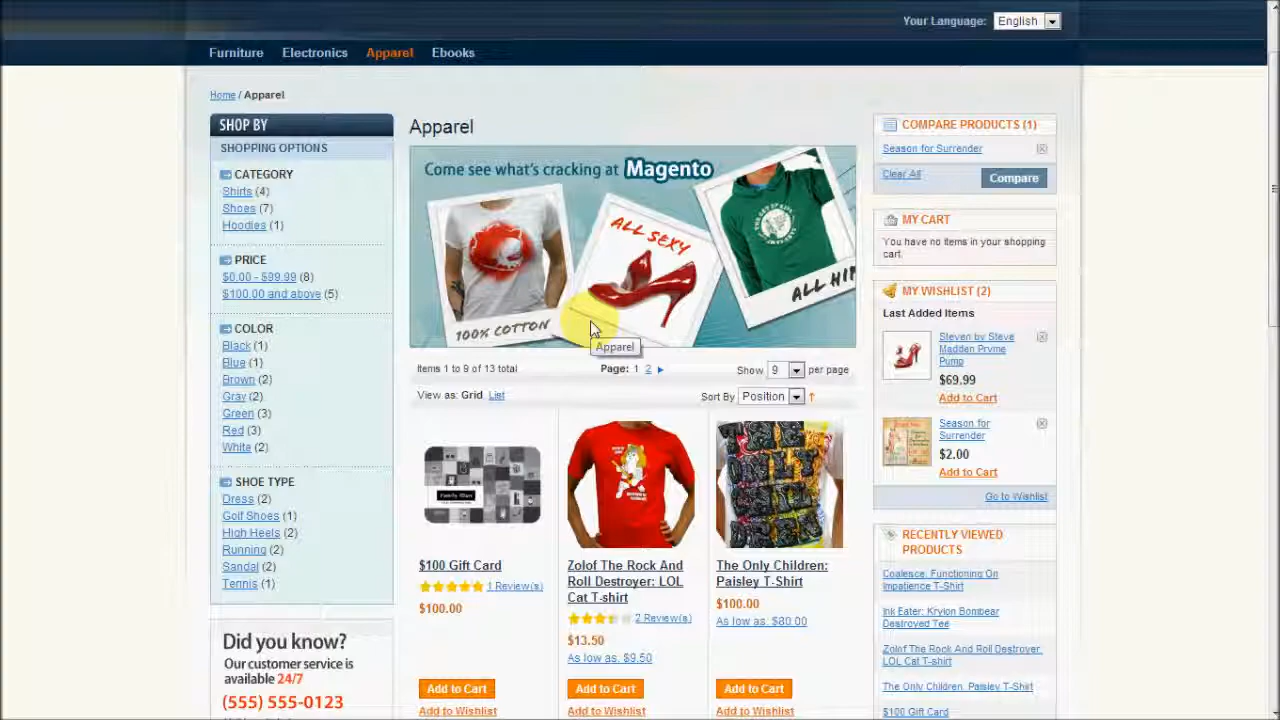 Your Language: English
Furniture Electronics Apparel Ebooks
Home / Apparel
SHOP BY
SHOPPING OPTIONS
CATEGORY
Shirts (4)
Shoes (7)
Hoodies (1)
PRICE
$0.00 - $99.99 (8)
$100.00 and above (5)
COLOR
Black (1)
Blue (1)
Brown (2)
Gray (2)
Green (3)
Red (3)
White (2)
SHOE TYPE
Dress (2)
Golf Shoes (1)
High Heels (2)
Running (2)
Sandal (2)
Tennis (1)
Did you know?
Our customer service is
available 24/7
(555) 555-0123
Apparel
Come see what's cracking at Magento
100% COTTON
ALL SEXY
ALL HIP
Apparel
Items 1 to 9 of 13 total Page: 1 2 Show 9 per page
View as: Grid List Sort By Position
Family Blues
$100 Gift Card
1 Review(s)
$100.00
Add to Cart
Add to Wishlist
Zolof The Rock And
Roll Destroyer: LOL
Cat T-shirt
2 Review(s)
$13.50
As low as: $9.50
Add to Cart
Add to Wishlist
The Only Children:
Paisley T-Shirt
$100.00
As low as: $80.00
Add to Cart
Add to Wishlist
COMPARE PRODUCTS (1)
Season for Surrender
Clear All Compare
MY CART
You have no items in your shopping
cart.
MY WISHLIST (2)
Last Added Items
Steven by Steve
Madden Pryme
Pump
$69.99
Add to Cart
Season for
Surrender
$2.00
Add to Cart
Go to Wishlist
RECENTLY VIEWED
PRODUCTS
Coalesce: Functioning On
Impatience T-Shirt
Ink Eater: Krylon Bombear
Destroyed Tee
Zolof The Rock And Roll Destroyer:
LOL Cat T-shirt
The Only Children: Paisley T-Shirt
$100 Gift Card